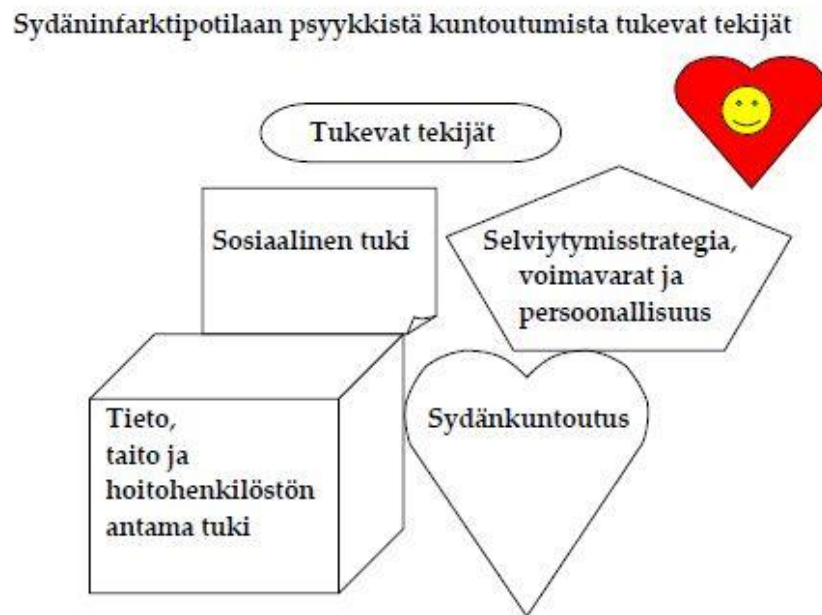 Sydäninfarktipotilaan psyykkistä kuntoutumista tukevat tekijät
Tukevat tekijät
Sosiaalinen tuki
Selviytymisstrategia,
voimavarat ja
persoonallisuus
Tieto,
taito ja
hoitohenkilöstön
antama tuki
Sydänkuntoutus